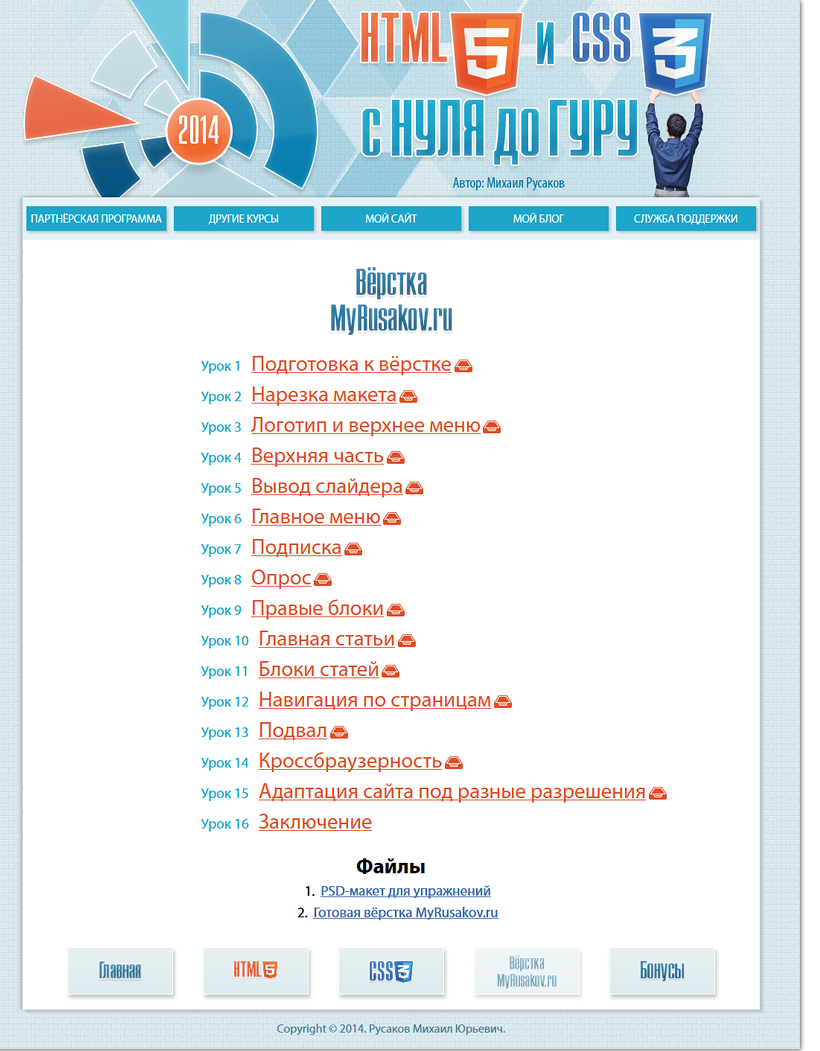 HTML 5 и CSS 3
2014
с НУЛЯ до ГУРУ
Автор: Михаил Русаков
ПАРТНЁРСКАЯ ПРОГРАММА ДРУГИЕ КУРСЫ МОЙ САЙТ МОЙ БЛОГ СЛУЖБА ПОДДЕРЖКИ
Вёрстка
MyRusakov.ru
Урок 1 Подготовка к вёрстке
Урок 2 Нарезка макета
Урок 3 Логотип и верхнее меню
Урок 4 Верхняя часть
Урок 5 Вывод слайдера
Урок 6 Главное меню
Урок 7 Подписка
Урок 8 Опрос
Урок 9 Правые блоки
Урок 10 Главная статьи
Урок 11 Блоки статей
Урок 12 Навигация по страницам
Урок 13 Подвал
Урок 14 Кроссбраузерность
Урок 15 Адаптация сайта под разные разрешения
Урок 16 Заключение
Файлы
1. PSD-макет для упражнений
2. Готовая вёрстка MyRusakov.ru
Главная HTML 5 CSS 3 Вёрстка MyRusakov.ru Бонусы
Copyright © 2014. Русаков Михаил Юрьевич.